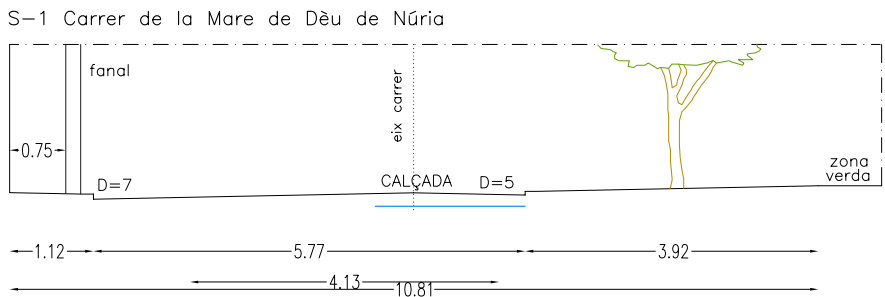 S-1 Carrer de la Mare de Dèu de Núria
fanal
eix carrer
0.75
zona
verda
D=7
CALÇADA
D=5
1.12
5.77
3.92
4.13
10.81